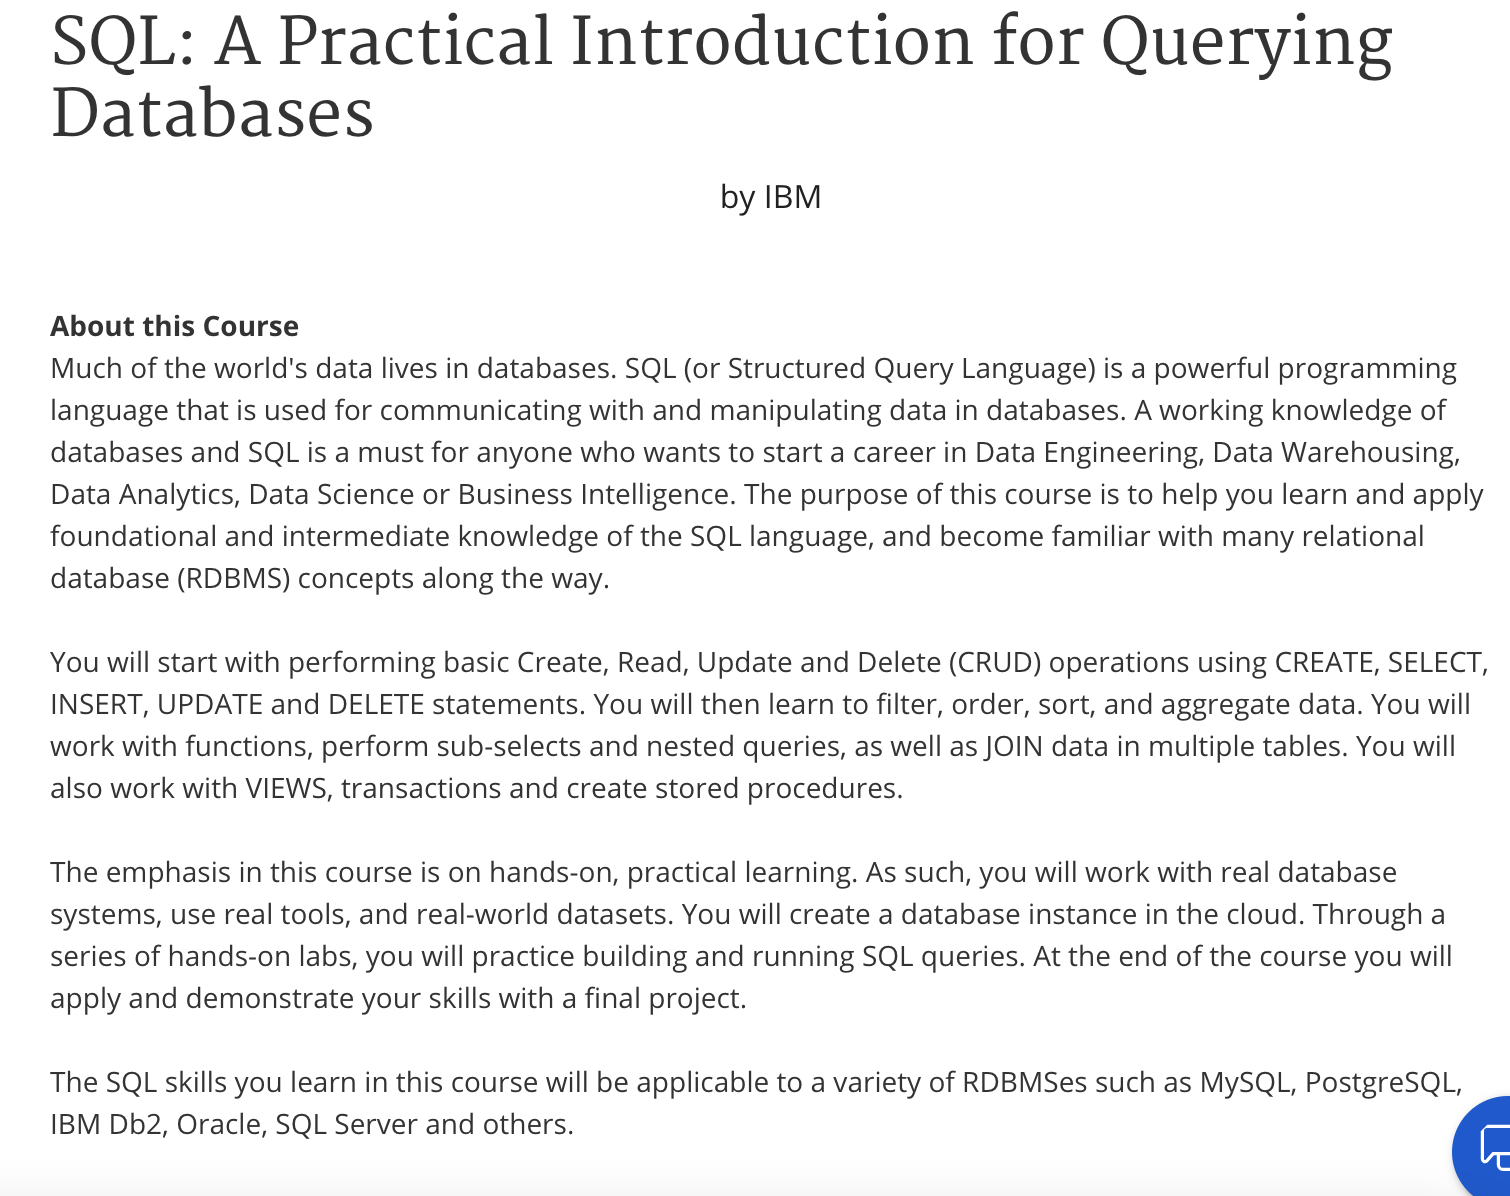 SQL: A Practical Introduction for Querying
Databases
by IBM
About this Course
Much of the world's data lives in databases. SQL (or Structured Query Language) is a powerful programming
language that is used for communicating with and manipulating data in databases. A working knowledge of
databases and SQL is a must for anyone who wants to start a career in Data Engineering, Data Warehousing,
Data Analytics, Data Science or Business Intelligence. The purpose of this course is to help you learn and apply
foundational and intermediate knowledge of the SQL language, and become familiar with many relational
database (RDBMS) concepts along the way.
You will start with performing basic Create, Read, Update and Delete (CRUD) operations using CREATE, SELECT,
INSERT, UPDATE and DELETE statements. You will then learn to filter, order, sort, and aggregate data. You will
work with functions, perform sub-selects and nested queries, as well as JOIN data in multiple tables. You will
also work with VIEWS, transactions and create stored procedures.
The emphasis in this course is on hands-on, practical learning. As such, you will work with real database
systems, use real tools, and real-world datasets. You will create a database instance in the cloud. Through a
series of hands-on labs, you will practice building and running SQL queries. At the end of the course you will
apply and demonstrate your skills with a final project.
The SQL skills you learn in this course will be applicable to a variety of RDBMSes such as MySQL, PostgreSQL,
IBM Db2, Oracle, SQL Server and others.